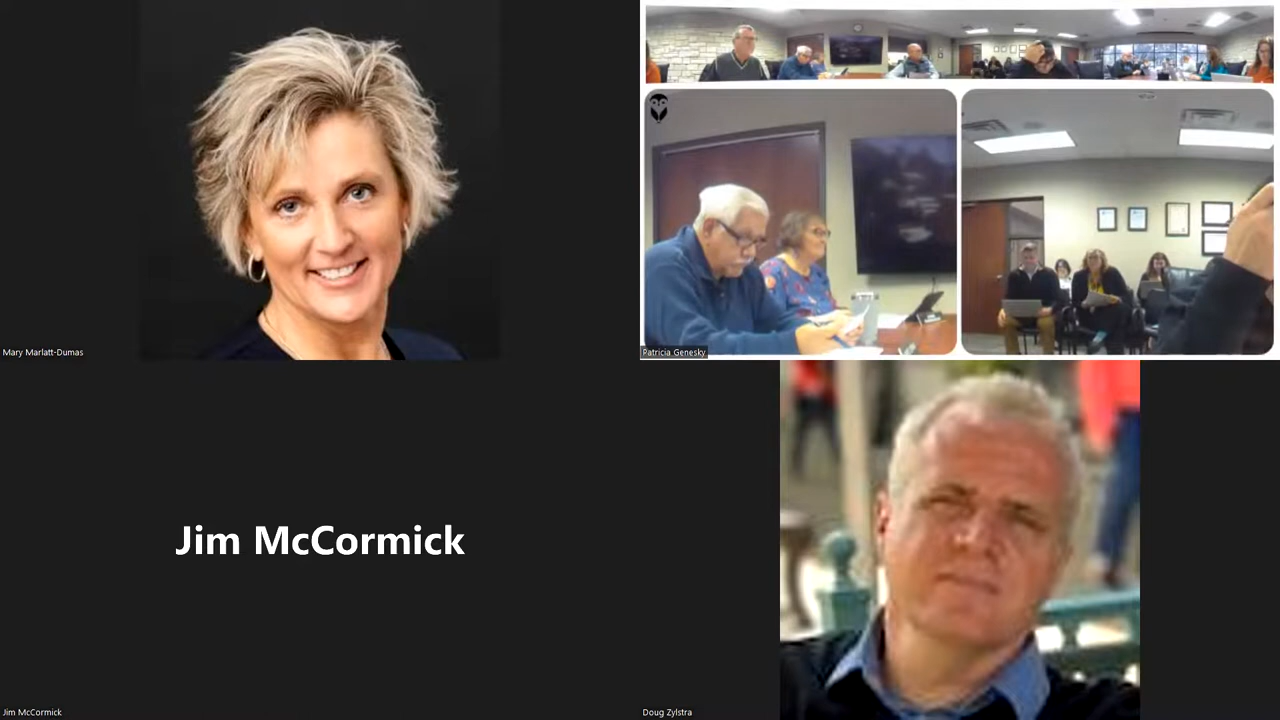 Mary Marlatt-Dumas
Patricia Genesky
Jim McCormick
Jim McCormick
Doug Zylstra